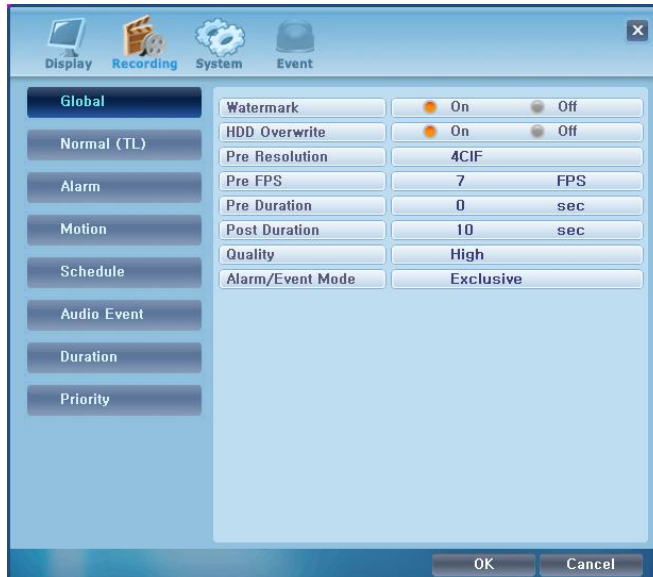 Display Recording System Event
Global
Normal (TL)
Alarm
Motion
Schedule
Audio Event
Duration
Priority
Watermark On Off
HDD Overwrite On Off
Pre Resolution 4CIF
Pre FPS 7 FPS
Pre Duration 0 sec
Post Duration 10 sec
Quality High
Alarm/Event Mode Exclusive
OK Cancel